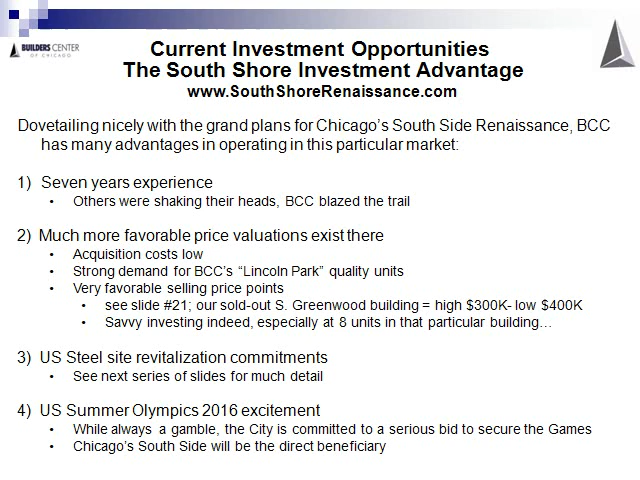 BUILDERS CENTER
OF CHICAGO
Current Investment Opportunities
The South Shore Investment Advantage
www.SouthShoreRenaissance.com
Dovetailing nicely with the grand plans for Chicago’s South Side Renaissance, BCC
has many advantages in operating in this particular market:
1) Seven years experience
• Others were shaking their heads, BCC blazed the trail
2) Much more favorable price valuations exist there
• Acquisition costs low
• Strong demand for BCC’s “Lincoln Park” quality units
• Very favorable selling price points
• see slide #21; our sold-out S. Greenwood building = high $300K- low $400K
• Savvy investing indeed, especially at 8 units in that particular building…
3) US Steel site revitalization commitments
• See next series of slides for much detail
4) US Summer Olympics 2016 excitement
• While always a gamble, the City is committed to a serious bid to secure the Games
• Chicago’s South Side will be the direct beneficiary